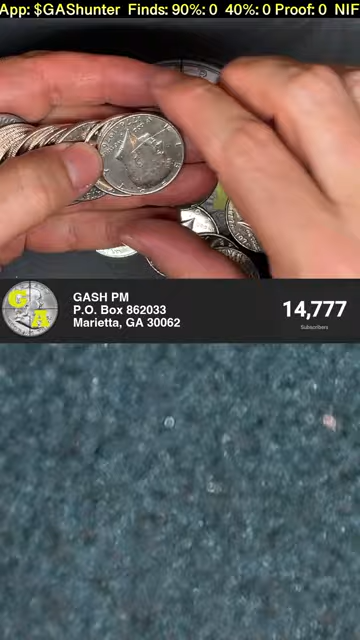 App: $GAShunter Finds: 90%: 0 40%: 0 Proof: 0 NIF
GASH PM
P.O. Box 862033
Marietta, GA 30062
14,777
Subscribers
G
A